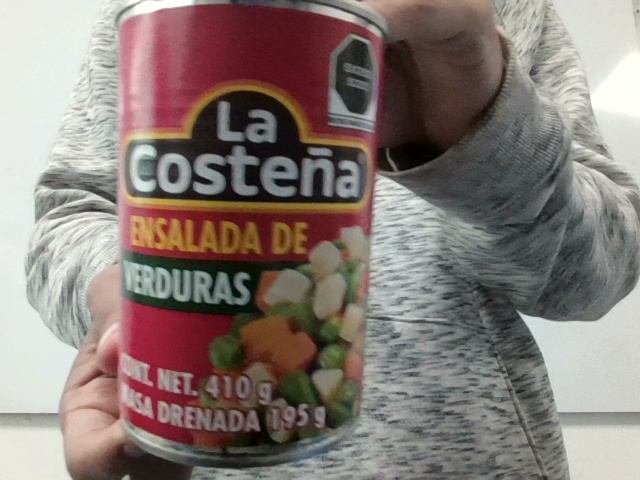 La
Costeña
ENSALADA DE
VERDURAS
CONT. NET. 410 g
MASA DRENADA 195 g